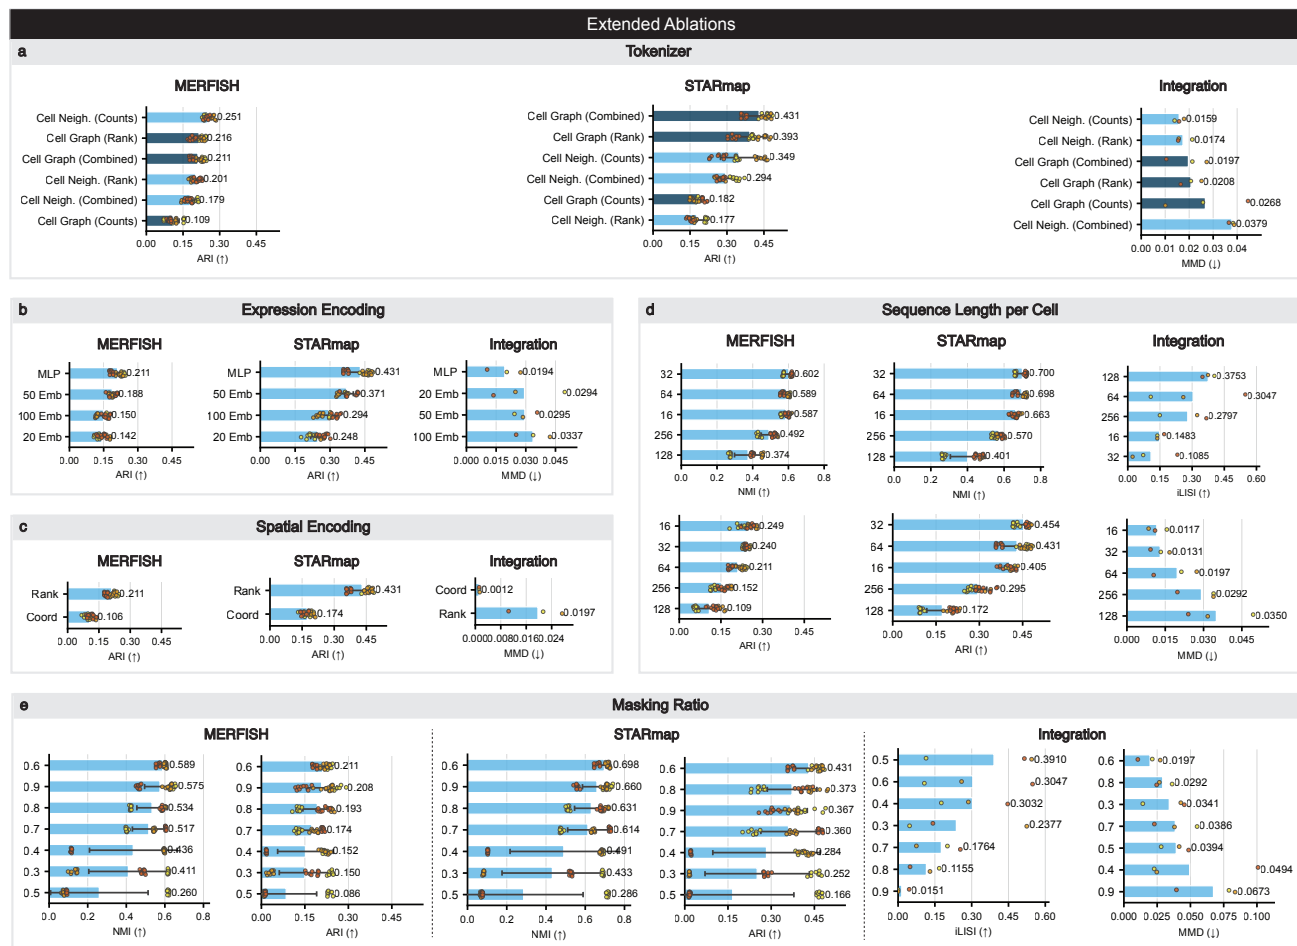 Extended Ablations
a
Tokenizer
MERFISH
Cell Neigh. (Counts)
0.251
Cell Graph (Rank)
0.216
Cell Graph (Combined)
0.211
Cell Neigh. (Rank)
0.201
Cell Neigh. (Combined)
0.179
Cell Graph (Counts)
0.109
0.00 0.15 0.30 0.45
ARI (↑)
STARmap
Cell Graph (Combined)
0.431
Cell Graph (Rank)
0.393
Cell Neigh. (Counts)
0.349
Cell Neigh. (Combined)
0.294
Cell Graph (Counts)
0.182
Cell Neigh. (Rank)
0.177
0.15 0.30 0.45
ARI (↑)
Integration
Cell Neigh. (Counts)
0.0159
Cell Neigh. (Rank)
0.0174
Cell Graph (Combined)
0.0197
Cell Graph (Rank)
0.0208
Cell Graph (Counts)
0.0268
Cell Neigh. (Combined)
0.0379
0.00 0.01 0.02 0.03 0.04
MMD (↓)
b
Expression Encoding
MERFISH
MLP
0.211
50 Emb
0.188
100 Emb
0.150
20 Emb
0.142
0.00 0.15 0.30 0.45
ARI (↑)
STARmap
MLP
0.431
50 Emb
0.371
100 Emb
0.294
20 Emb
0.248
0.00 0.15 0.30 0.45
ARI (↑)
Integration
MLP
0.0194
20 Emb
0.0294
50 Emb
0.0295
100 Emb
0.0337
0.00 0.015 0.030 0.045
MMD (↓)
c
Spatial Encoding
MERFISH
Rank
0.211
Coord
0.106
0.00 0.15 0.30 0.45
ARI (↑)
STARmap
Rank
0.431
Coord
0.174
0.00 0.15 0.30 0.45
ARI (↑)
Integration
Coord
0.0012
Rank
0.0197
0.000 0.008 0.016 0.024
MMD (↓)
d
Sequence Length per Cell
MERFISH
32
0.602
64
0.589
16
0.587
256
0.492
128
0.374
0.0 0.2 0.4 0.6 0.8
NMI (↑)
STARmap
32
0.700
64
0.698
16
0.663
256
0.570
128
0.401
0.0 0.2 0.4 0.6 0.8
NMI (↑)
Integration
128
0.3753
64
0.3047
256
0.2797
16
0.1483
32
0.1085
0.00 0.15 0.30 0.45 0.60
iLISI (↑)
16
0.249
32
0.240
64
0.211
256
0.152
128
0.109
0.00 0.15 0.30 0.45
ARI (↑)
32
0.454
64
0.431
16
0.405
256
0.295
128
0.172
0.00 0.15 0.30 0.45
ARI (↑)
16
0.0117
32
0.0131
64
0.0197
256
0.0292
128
0.0350
0.000 0.015 0.030 0.045
MMD (↓)
e
Masking Ratio
MERFISH
0.6
0.589
0.9
0.575
0.8
0.534
0.7
0.517
0.4
0.436
0.3
0.411
0.5
0.260
0.0 0.2 0.4 0.6 0.8
NMI (↑)
0.6
0.211
0.9
0.208
0.8
0.193
0.7
0.174
0.4
0.152
0.3
0.150
0.5
0.086
0.00 0.15 0.30 0.45
ARI (↑)
STARmap
0.6
0.698
0.9
0.660
0.8
0.631
0.7
0.614
0.4
0.491
0.3
0.433
0.5
0.286
0.0 0.2 0.4 0.6 0.8
NMI (↑)
0.6
0.431
0.8
0.373
0.9
0.367
0.7
0.360
0.4
0.284
0.3
0.252
0.5
0.166
0.00 0.15 0.30 0.45
ARI (↑)
Integration
0.5
0.3910
0.6
0.3047
0.4
0.3032
0.3
0.2377
0.7
0.1764
0.8
0.1155
0.9
0.0151
0.00 0.15 0.30 0.45 0.60
iLISI (↑)
0.6
0.0197
0.8
0.0292
0.3
0.0341
0.7
0.0386
0.5
0.0394
0.4
0.0494
0.9
0.0673
0.000 0.025 0.050 0.075 0.100
MMD (↓)